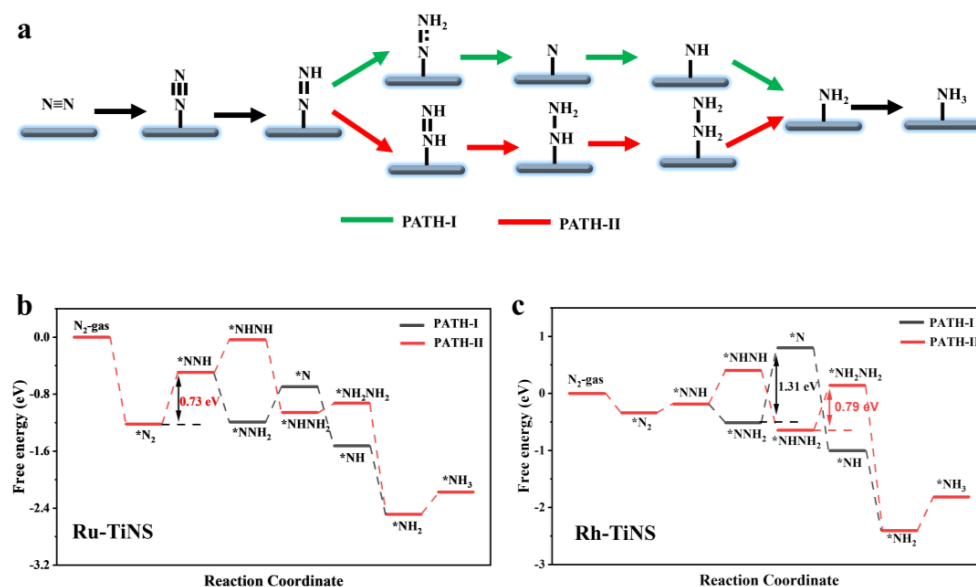 a
N≡N
N
N
NH
N
NH₂
N
N
NH
NH
NH
NH₂
NH
NH₂
NH₂
NH₂
NH₃
PATH-I
PATH-II
b
Free energy (eV)
0.0
-0.8
-1.6
-2.4
-3.2
N₂-gas
*N₂
*NNH
0.73 eV
*NHNH
*NNH₂
*N
*NHNH₂
*NH₂NH₂
*NH
*NH₂
*NH₃
PATH-I
PATH-II
Ru-TiNS
Reaction Coordinate
c
Free energy (eV)
1
0
-1
-2
-3
N₂-gas
*N₂
*NNH
*NHNH
*NNH₂
*N
1.31 eV
*NHNH₂
*NH₂NH₂
0.79 eV
*NH
*NH₂
*NH₃
PATH-I
PATH-II
Rh-TiNS
Reaction Coordinate